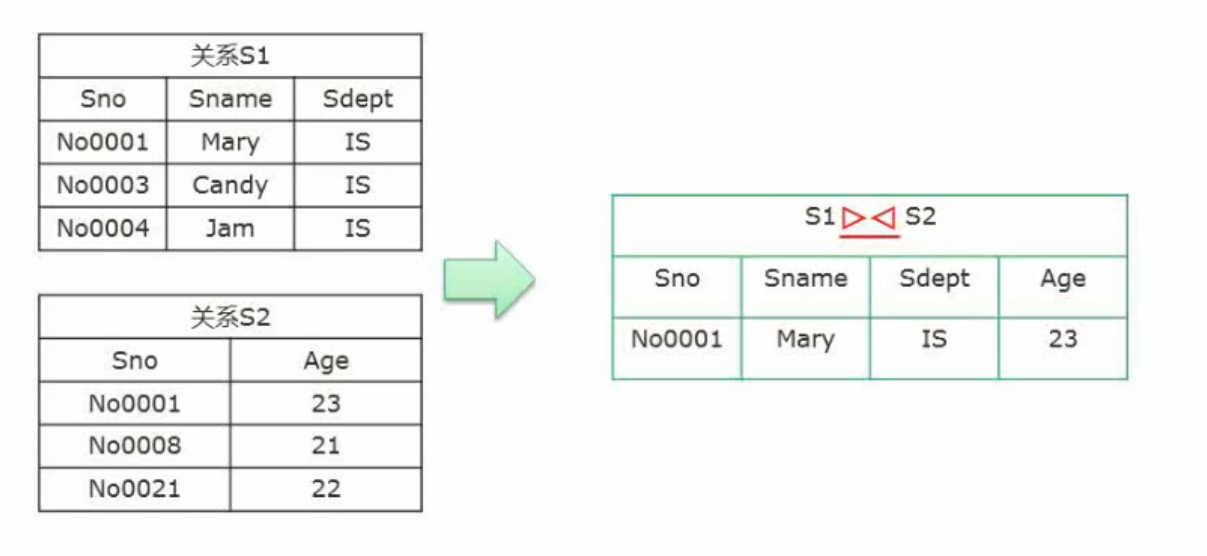 关系S1
Sno Sname Sdept
No0001 Mary IS
No0003 Candy IS
No0004 Jam IS
关系S2
Sno Age
No0001 23
No0008 21
No0021 22
S1 ▷◁ S2
Sno Sname Sdept Age
No0001 Mary IS 23